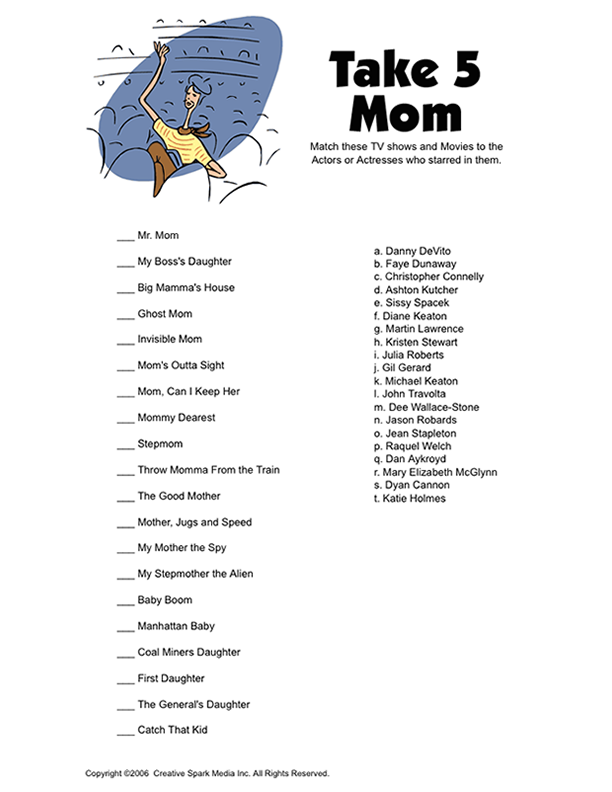 Take 5
Mom
Match these TV shows and Movies to the
Actors or Actresses who starred in them.
___ Mr. Mom
___ My Boss's Daughter
___ Big Mamma's House
___ Ghost Mom
___ Invisible Mom
___ Mom's Outta Sight
___ Mom, Can I Keep Her
___ Mommy Dearest
___ Stepmom
___ Throw Momma From the Train
___ The Good Mother
___ Mother, Jugs and Speed
___ My Mother the Spy
___ My Stepmother the Alien
___ Baby Boom
___ Manhattan Baby
___ Coal Miners Daughter
___ First Daughter
___ The General's Daughter
___ Catch That Kid
a. Danny DeVito
b. Faye Dunaway
c. Christopher Connelly
d. Ashton Kutcher
e. Sissy Spacek
f. Diane Keaton
g. Martin Lawrence
h. Kristen Stewart
i. Julia Roberts
j. Gil Gerard
k. Michael Keaton
l. John Travolta
m. Dee Wallace-Stone
n. Jason Robards
o. Jean Stapleton
p. Raquel Welch
q. Dan Aykroyd
r. Mary Elizabeth McGlynn
s. Dyan Cannon
t. Katie Holmes
Copyright ©2006 Creative Spark Media Inc. All Rights Reserved.